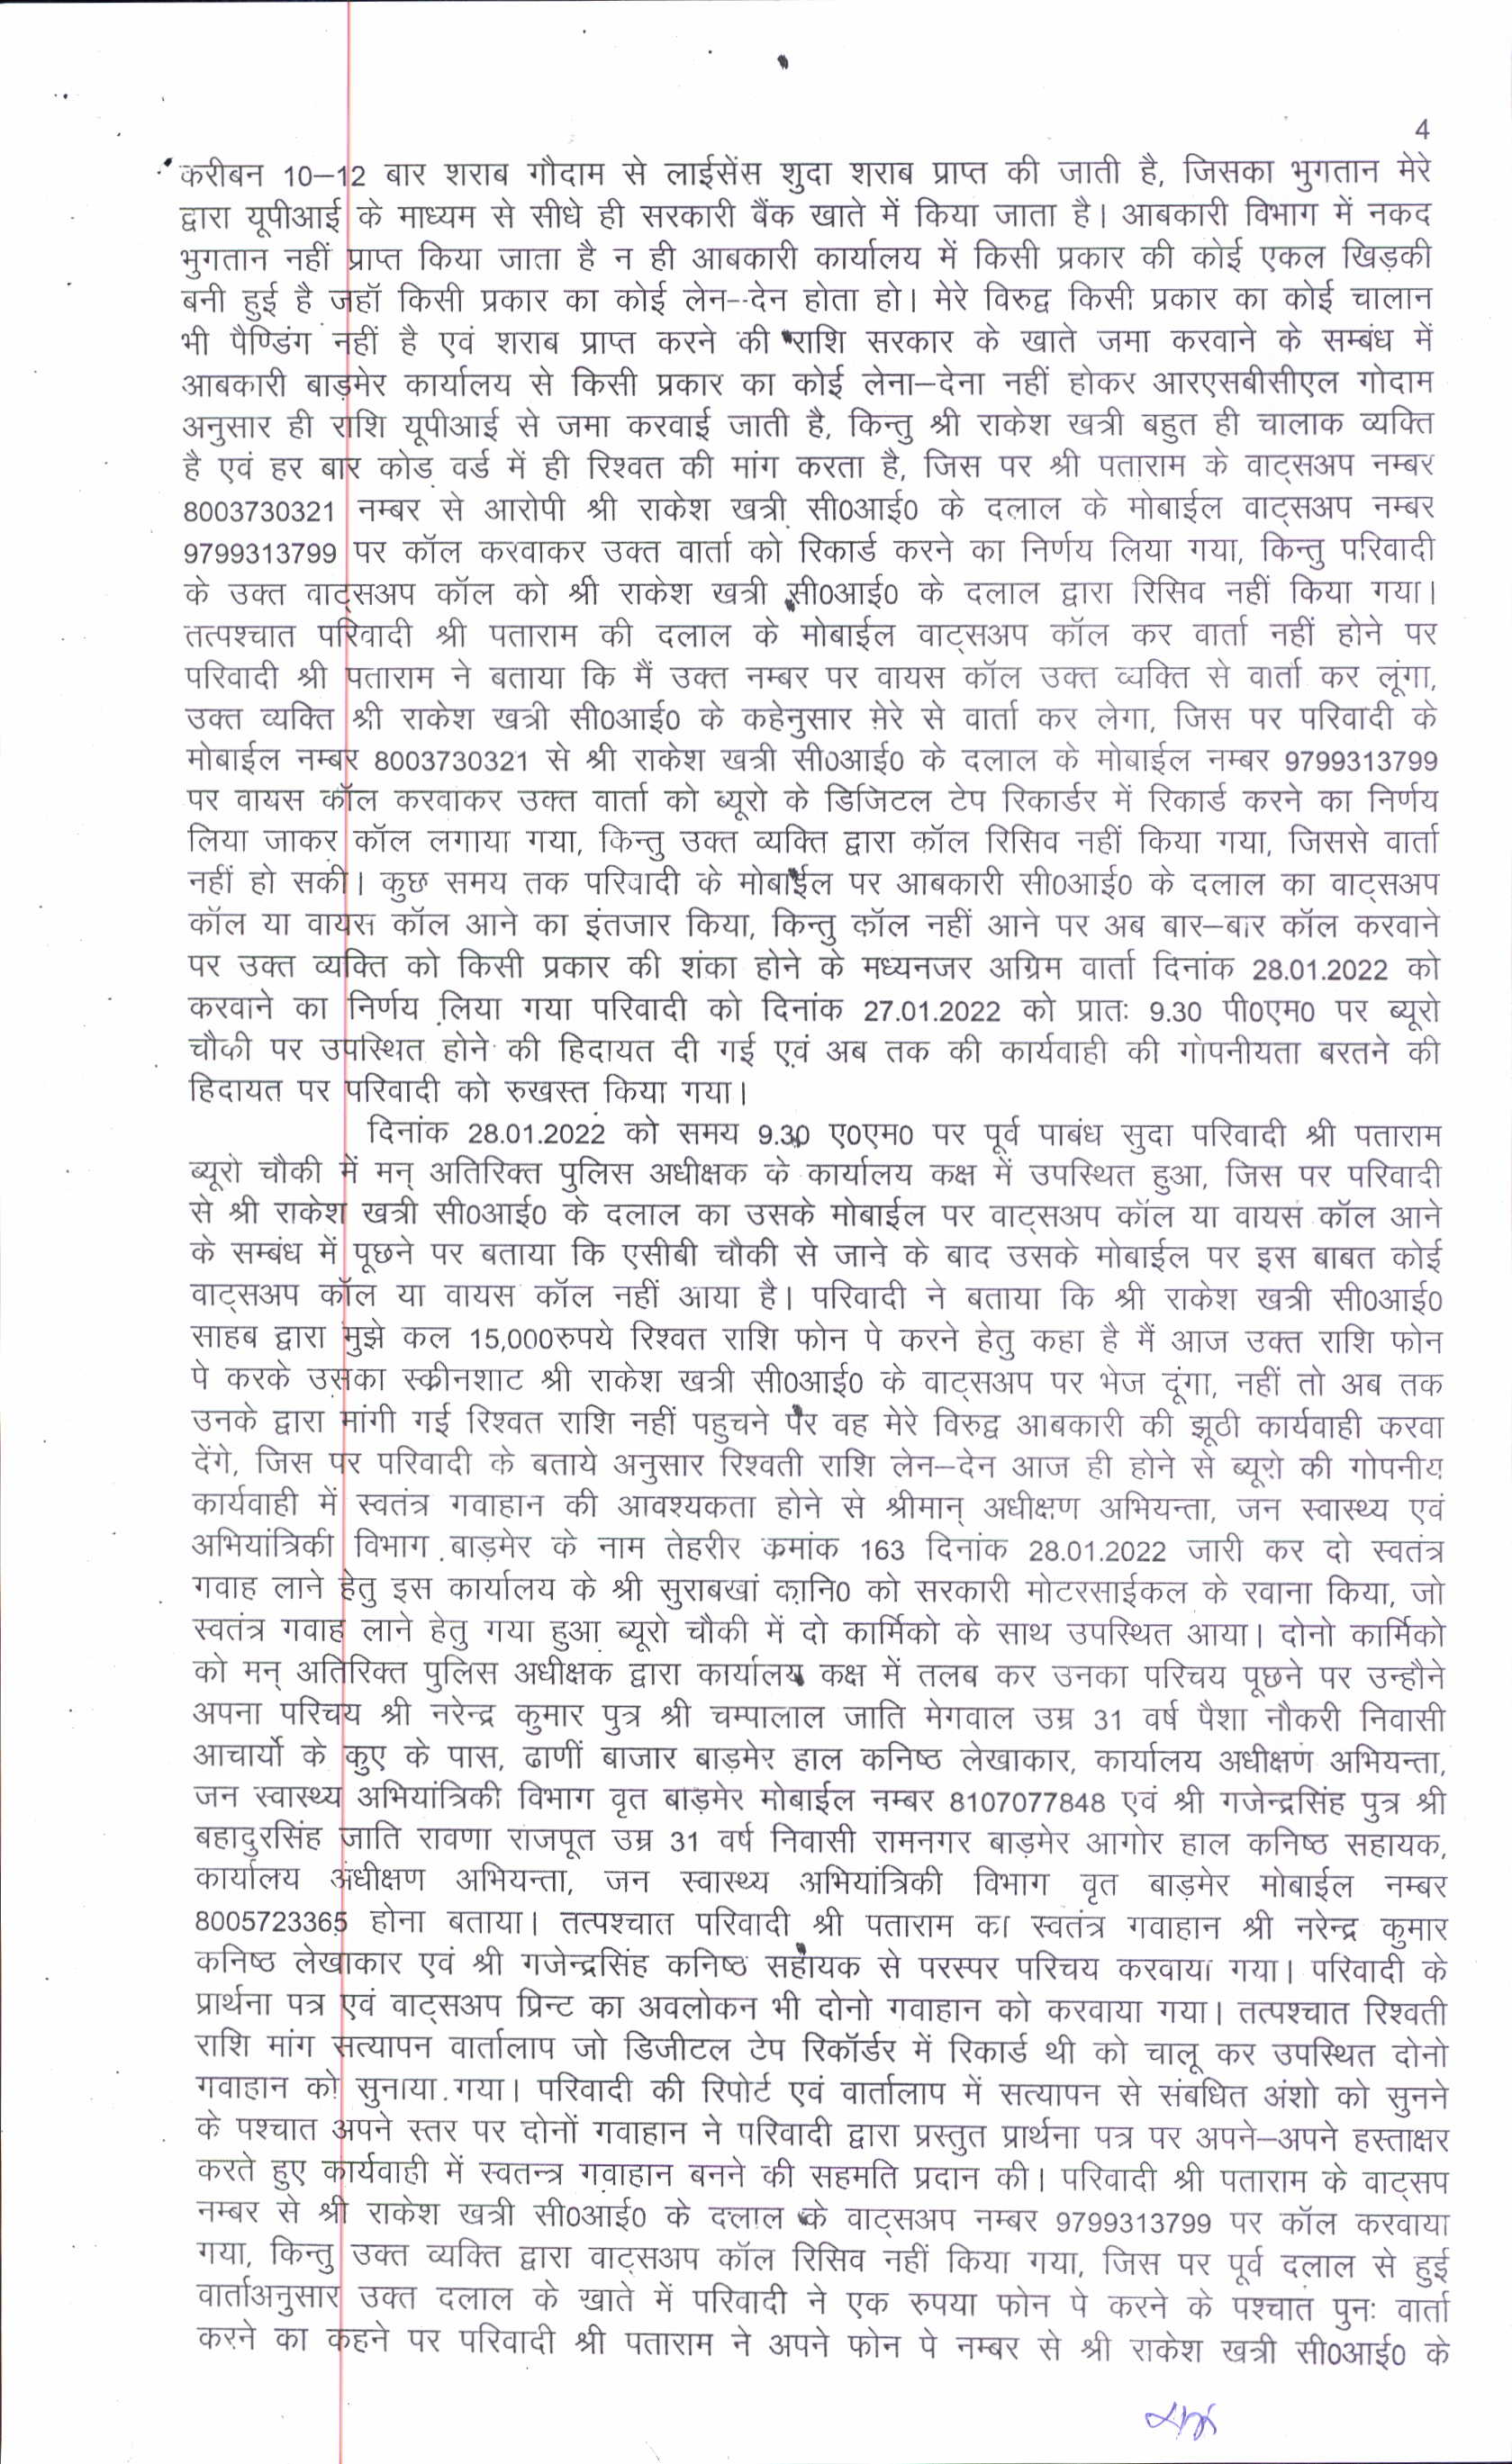 4
करीबन 10–12 बार शराब गौदाम से लाईसेंस शुदा शराब प्राप्त की जाती है, जिसका भुगतान मेरे
द्वारा यूपीआई के माध्यम से सीधे ही सरकारी बैंक खाते में किया जाता है। आबकारी विभाग में नकद
भुगतान नहीं प्राप्त किया जाता है न ही आबकारी कार्यालय में किसी प्रकार की कोई एकल खिड़की
बनी हुई है जहॉ किसी प्रकार का कोई लेन–देन होता हो। मेरे विरुद्व किसी प्रकार का कोई चालान
भी पैण्डिंग नहीं है एवं शराब प्राप्त करने की राशि सरकार के खाते जमा करवाने के सम्बंध में
आबकारी बाड़मेर कार्यालय से किसी प्रकार का कोई लेना–देना नहीं होकर आरएसबीसीएल गोदाम
अनुसार ही राशि यूपीआई से जमा करवाई जाती है, किन्तु श्री राकेश खत्री बहुत ही चालाक व्यक्ति
है एवं हर बार कोड वर्ड में ही रिश्वत की मांग करता है, जिस पर श्री पताराम के वाट्सअप नम्बर
8003730321 नम्बर से आरोपी श्री राकेश खत्री सी0आई0 के दलाल के मोबाईल वाट्सअप नम्बर
9799313799 पर कॉल करवाकर उक्त वार्ता को रिकार्ड करने का निर्णय लिया गया, किन्तु परिवादी
के उक्त वाट्सअप कॉल को श्री राकेश खत्री सी0आई0 के दलाल द्वारा रिसिव नहीं किया गया।
तत्पश्चात परिवादी श्री पताराम की दलाल के मोबाईल वाट्सअप कॉल कर वार्ता नहीं होने पर
परिवादी श्री पताराम ने बताया कि मैं उक्त नम्बर पर वायस कॉल उक्त व्यक्ति से वार्ता कर लूंगा,
उक्त व्यक्ति श्री राकेश खत्री सी0आई0 के कहेनुसार मेरे से वार्ता कर लेगा, जिस पर परिवादी के
मोबाईल नम्बर 8003730321 से श्री राकेश खत्री सी0आई0 के दलाल के मोबाईल नम्बर 9799313799
पर वायस कॉल करवाकर उक्त वार्ता को ब्यूरो के डिजिटल टेप रिकार्डर में रिकार्ड करने का निर्णय
लिया जाकर कॉल लगाया गया, किन्तु उक्त व्यक्ति द्वारा कॉल रिसिव नहीं किया गया, जिससे वार्ता
नहीं हो सकी। कुछ समय तक परिवादी के मोबाईल पर आबकारी सी0आई0 के दलाल का वाट्सअप
कॉल या वायस कॉल आने का इंतजार किया, किन्तु कॉल नहीं आने पर अब बार–बार कॉल करवाने
पर उक्त व्यक्ति को किसी प्रकार की शंका होने के मध्यनजर अग्रिम वार्ता दिनांक 28.01.2022 को
करवाने का निर्णय लिया गया परिवादी को दिनांक 27.01.2022 को प्रातः 9.30 पी0एम0 पर ब्यूरो
चौकी पर उपस्थित होने की हिदायत दी गई एवं अब तक की कार्यवाही की गोपनीयता बरतने की
हिदायत पर परिवादी को रुखस्त किया गया।
दिनांक 28.01.2022 को समय 9.30 ए0एम0 पर पूर्व पाबंध सुदा परिवादी श्री पताराम
ब्यूरो चौकी में मन् अतिरिक्त पुलिस अधीक्षक के कार्यालय कक्ष में उपस्थित हुआ, जिस पर परिवादी
से श्री राकेश खत्री सी0आई0 के दलाल का उसके मोबाईल पर वाट्सअप कॉल या वायस कॉल आने
के सम्बंध में पूछने पर बताया कि एसीबी चौकी से जाने के बाद उसके मोबाईल पर इस बाबत कोई
वाट्सअप कॉल या वायस कॉल नहीं आया है। परिवादी ने बताया कि श्री राकेश खत्री सी0आई0
साहब द्वारा मुझे कल 15,000रुपये रिश्वत राशि फोन पे करने हेतु कहा है मैं आज उक्त राशि फोन
पे करके उसका स्क्रीनशाट श्री राकेश खत्री सी0आई0 के वाट्सअप पर भेज दूंगा, नहीं तो अब तक
उनके द्वारा मांगी गई रिश्वत राशि नहीं पहुचने पर वह मेरे विरुद्व आबकारी की झूठी कार्यवाही करवा
देंगे, जिस पर परिवादी के बताये अनुसार रिश्वती राशि लेन–देन आज ही होने से ब्यूरो की गोपनीय
कार्यवाही में स्वतंत्र गवाहान की आवश्यकता होने से श्रीमान् अधीक्षण अभियन्ता, जन स्वास्थ्य एवं
अभियांत्रिकी विभाग बाड़मेर के नाम तेहरीर क्रमांक 163 दिनांक 28.01.2022 जारी कर दो स्वतंत्र
गवाह लाने हेतु इस कार्यालय के श्री सुराबखां कानि0 को सरकारी मोटरसाईकल के रवाना किया, जो
स्वतंत्र गवाह लाने हेतु गया हुआ ब्यूरो चौकी में दो कार्मिको के साथ उपस्थित आया। दोनो कार्मिको
को मन् अतिरिक्त पुलिस अधीक्षक द्वारा कार्यालय कक्ष में तलब कर उनका परिचय पूछने पर उन्हौने
अपना परिचय श्री नरेन्द्र कुमार पुत्र श्री चम्पालाल जाति मेगवाल उम्र 31 वर्ष पैशा नौकरी निवासी
आचार्यो के कुए के पास, ढाणीं बाजार बाड़मेर हाल कनिष्ठ लेखाकार, कार्यालय अधीक्षण अभियन्ता,
जन स्वास्थ्य अभियांत्रिकी विभाग वृत बाड़मेर मोबाईल नम्बर 8107077848 एवं श्री गजेन्द्रसिंह पुत्र श्री
बहादुरसिंह जाति रावणा राजपूत उम्र 31 वर्ष निवासी रामनगर बाड़मेर आगोर हाल कनिष्ठ सहायक,
कार्यालय अधीक्षण अभियन्ता, जन स्वास्थ्य अभियांत्रिकी विभाग वृत बाड़मेर मोबाईल नम्बर
8005723365 होना बताया। तत्पश्चात परिवादी श्री पताराम का स्वतंत्र गवाहान श्री नरेन्द्र कुमार
कनिष्ठ लेखाकार एवं श्री गजेन्द्रसिंह कनिष्ठ सहायक से परस्पर परिचय करवाया गया। परिवादी के
प्रार्थना पत्र एवं वाट्सअप प्रिन्ट का अवलोकन भी दोनो गवाहान को करवाया गया। तत्पश्चात रिश्वती
राशि मांग सत्यापन वार्तालाप जो डिजीटल टेप रिकॉर्डर में रिकार्ड थी को चालू कर उपस्थित दोनो
गवाहान को सुनाया गया। परिवादी की रिपोर्ट एवं वार्तालाप में सत्यापन से संबधित अंशो को सुनने
के पश्चात अपने स्तर पर दोनों गवाहान ने परिवादी द्वारा प्रस्तुत प्रार्थना पत्र पर अपने–अपने हस्ताक्षर
करते हुए कार्यवाही में स्वतन्त्र गवाहान बनने की सहमति प्रदान की। परिवादी श्री पताराम के वाट्सप
नम्बर से श्री राकेश खत्री सी0आई0 के दलाल के वाट्सअप नम्बर 9799313799 पर कॉल करवाया
गया, किन्तु उक्त व्यक्ति द्वारा वाट्सअप कॉल रिसिव नहीं किया गया, जिस पर पूर्व दलाल से हुई
वार्ताअनुसार उक्त दलाल के खाते में परिवादी ने एक रुपया फोन पे करने के पश्चात पुनः वार्ता
करने का कहने पर परिवादी श्री पताराम ने अपने फोन पे नम्बर से श्री राकेश खत्री सी0आई0 के